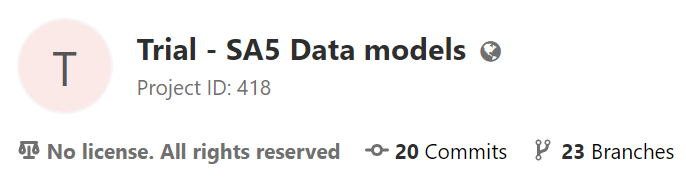 T
Trial - SA5 Data models
Project ID: 418
No license. All rights reserved 20 Commits 23 Branches